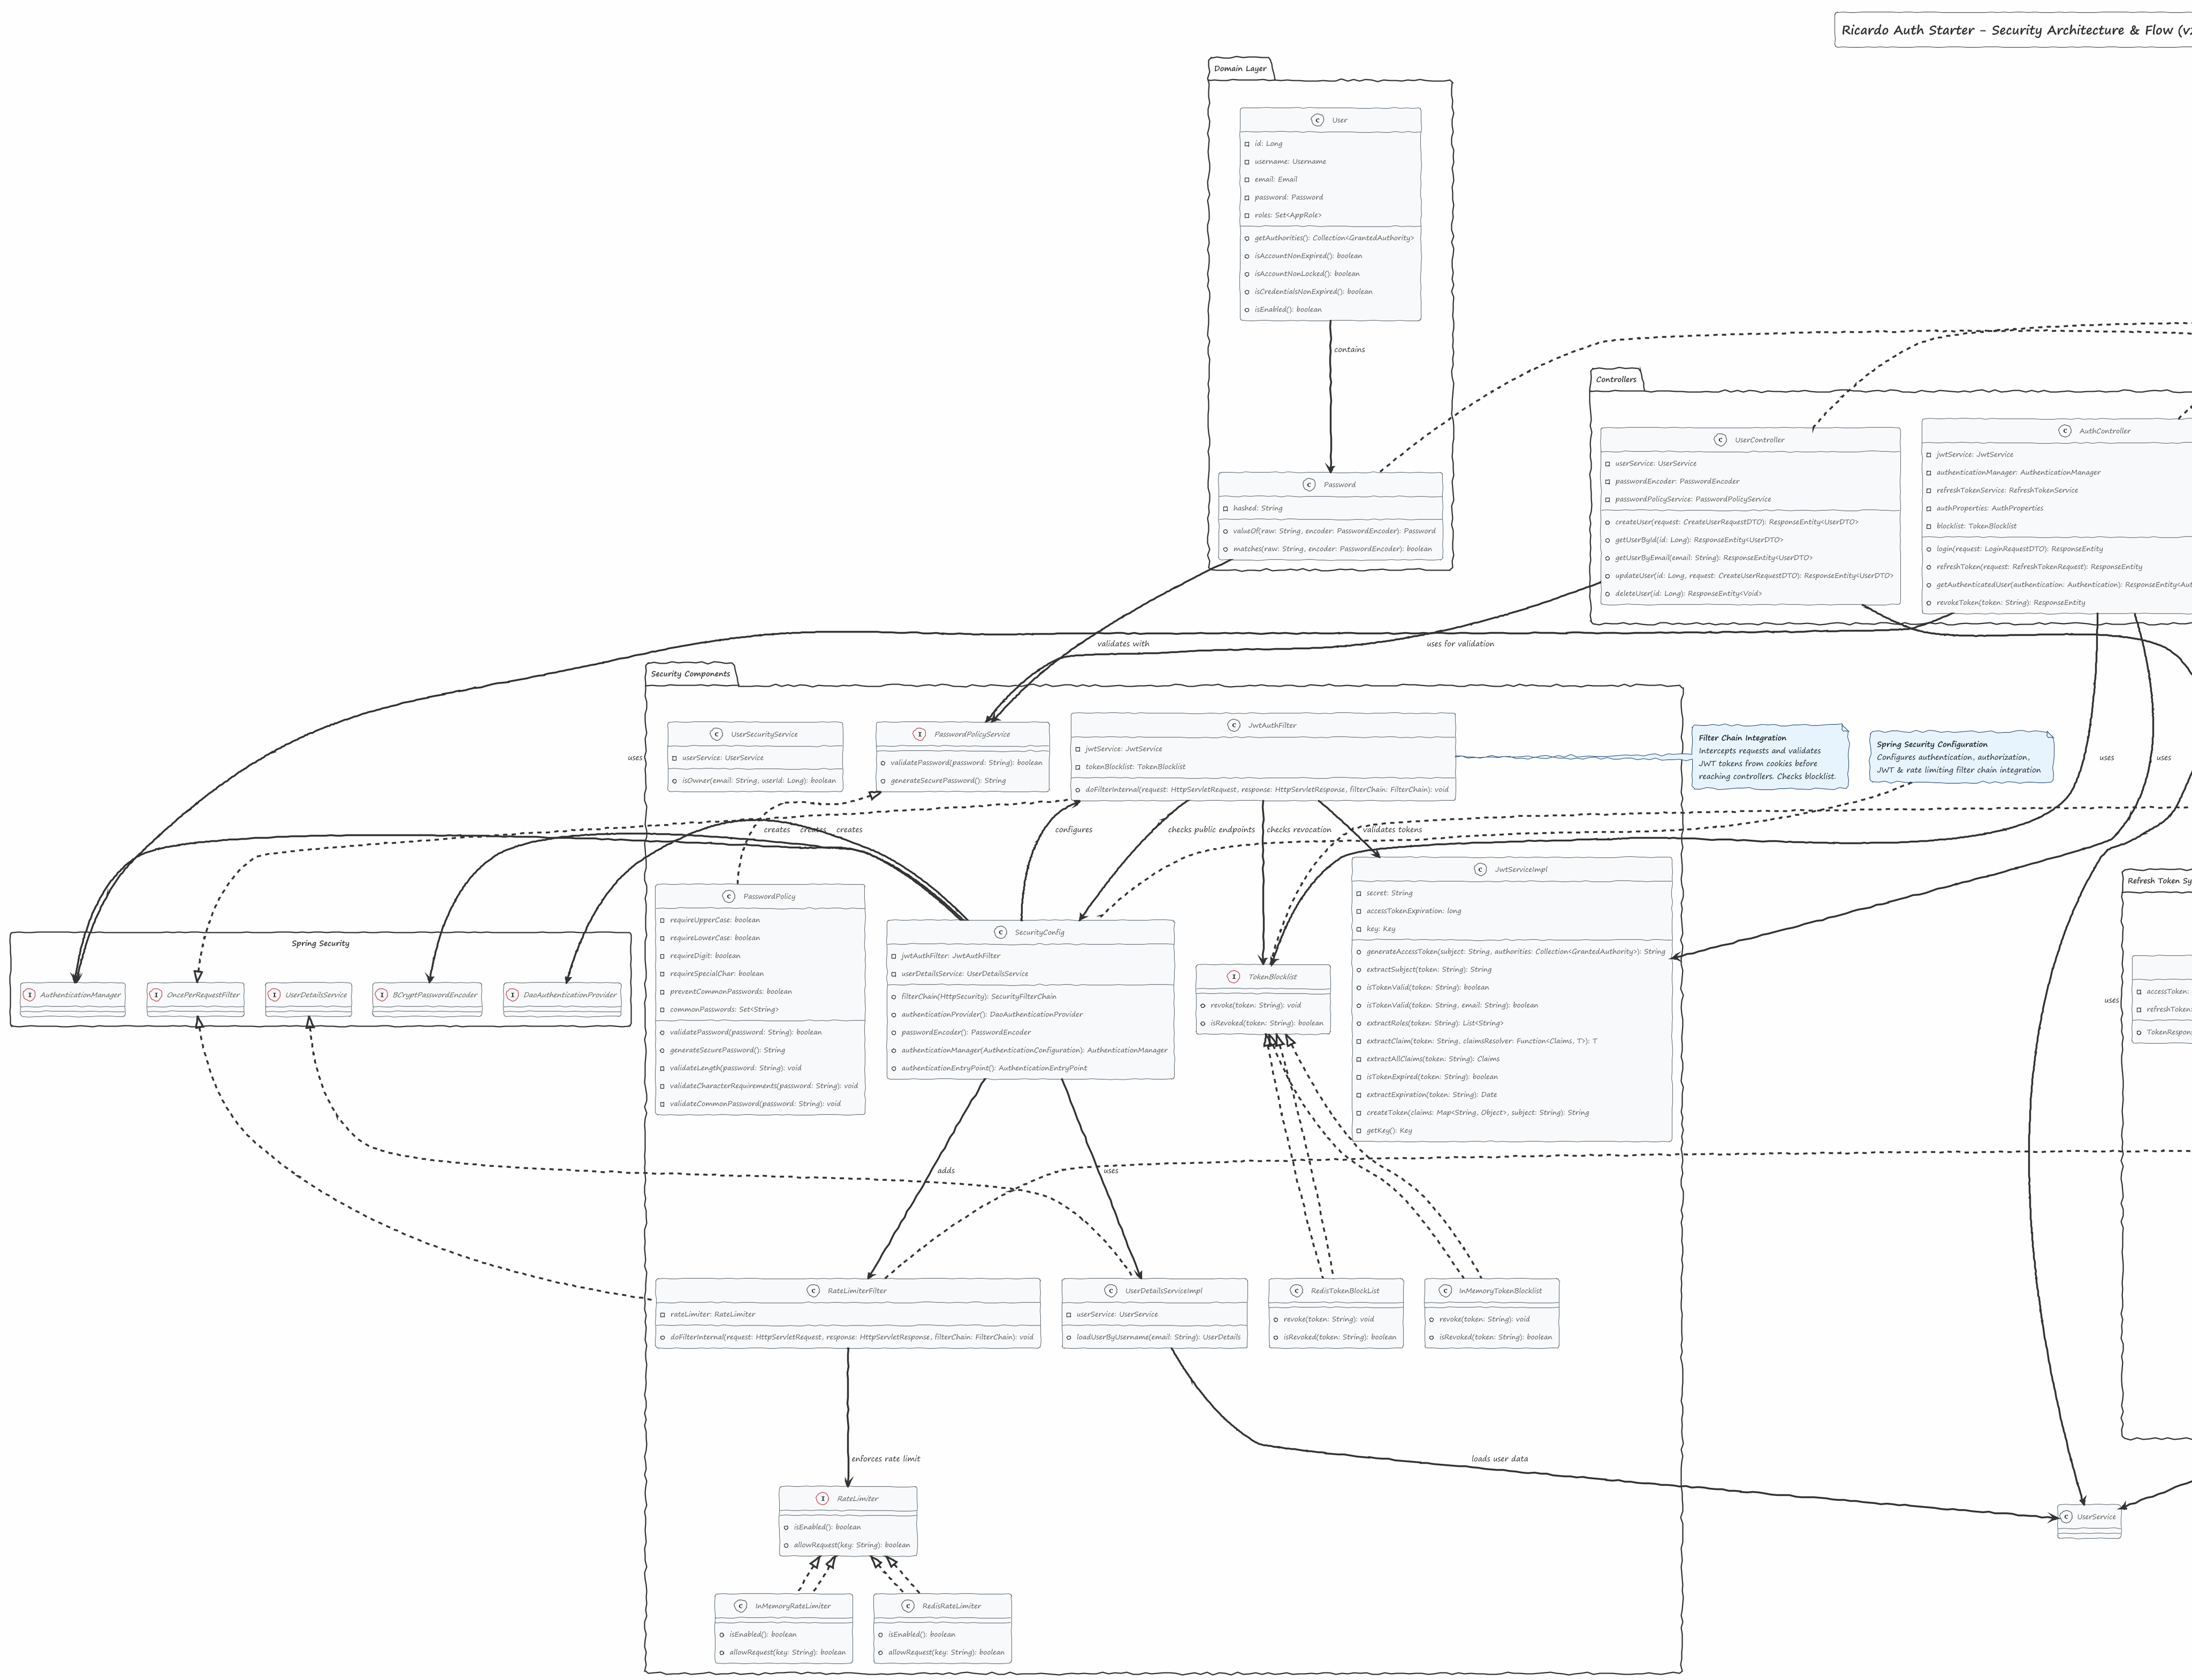 Ricardo Auth Starter - Security Architecture & Flow
Domain Layer
C User
id: Long
username: Username
email: Email
password: Password
roles: Set<AppRole>
getAuthorities(): Collection<GrantedAuthority>
isAccountNonExpired(): boolean
isAccountNonLocked(): boolean
isCredentialsNonExpired(): boolean
isEnabled(): boolean
contains
C Password
hashed: String
valueOf(raw: String, encoder: PasswordEncoder): Password
matches(raw: String, encoder: PasswordEncoder): boolean
Controllers
C UserController
userService: UserService
passwordEncoder: PasswordEncoder
passwordPolicyService: PasswordPolicyService
createUser(request: CreateUserRequestDTO): ResponseEntity<UserDTO>
getUserById(id: Long): ResponseEntity<UserDTO>
getUserByEmail(email: String): ResponseEntity<UserDTO>
updateUser(id: Long, request: CreateUserRequestDTO): ResponseEntity<UserDTO>
deleteUser(id: Long): ResponseEntity<Void>
C AuthController
jwtService: JwtService
authenticationManager: AuthenticationManager
refreshTokenService: RefreshTokenService
authProperties: AuthProperties
blocklist: TokenBlocklist
login(request: LoginRequestDTO): ResponseEntity
refreshToken(request: RefreshTokenRequest): ResponseEntity
getAuthenticatedUser(authentication: Authentication): ResponseEntity<Aut
revokeToken(token: String): ResponseEntity
validates with
uses for validation
Security Components
uses
C UserSecurityService
userService: UserService
isOwner(email: String, userId: Long): boolean
I PasswordPolicyService
validatePassword(password: String): boolean
generateSecurePassword(): String
C JwtAuthFilter
jwtService: JwtService
tokenBlocklist: TokenBlocklist
doFilterInternal(request: HttpServletRequest, response: HttpServletResponse, filterChain: FilterChain): void
Filter Chain Integration
Intercepts requests and validates
JWT tokens from cookies before
reaching controllers. Checks blocklist.
Spring Security Configuration
Configures authentication, authorization,
JWT & rate limiting filter chain integration
uses
uses
creates
creates
creates
configures
checks public endpoints
checks revocation
validates tokens
C PasswordPolicy
requireUpperCase: boolean
requireLowerCase: boolean
requireDigit: boolean
requireSpecialChar: boolean
preventCommonPasswords: boolean
commonPasswords: Set<String>
validatePassword(password: String): boolean
generateSecurePassword(): String
validateLength(password: String): void
validateCharacterRequirements(password: String): void
validateCommonPassword(password: String): void
C SecurityConfig
jwtAuthFilter: JwtAuthFilter
userDetailsService: UserDetailsService
filterChain(HttpSecurity): SecurityFilterChain
authenticationProvider(): DaoAuthenticationProvider
passwordEncoder(): PasswordEncoder
authenticationManager(AuthenticationConfiguration): AuthenticationManager
authenticationEntryPoint(): AuthenticationEntryPoint
I TokenBlocklist
revoke(token: String): void
isRevoked(token: String): boolean
C JwtServiceImpl
secret: String
accessTokenExpiration: long
key: Key
generateAccessToken(subject: String, authorities: Collection<GrantedAuthority>): String
extractSubject(token: String): String
isTokenValid(token: String): boolean
isTokenValid(token: String, email: String): boolean
extractRoles(token: String): List<String>
extractClaim(token: String, claimsResolver: Function<Claims, T>): T
extractAllClaims(token: String): Claims
isTokenExpired(token: String): boolean
extractExpiration(token: String): Date
createToken(claims: Map<String, Object>, subject: String): String
getKey(): Key
Refresh Token Sy
accessToken:
refreshToken:
TokenRespon
uses
Spring Security
I AuthenticationManager
I OncePerRequestFilter
I UserDetailsService
I BCryptPasswordEncoder
I DaoAuthenticationProvider
adds
uses
C RateLimiterFilter
rateLimiter: RateLimiter
doFilterInternal(request: HttpServletRequest, response: HttpServletResponse, filterChain: FilterChain): void
C UserDetailsServiceImpl
userService: UserService
loadUserByUsername(email: String): UserDetails
C RedisTokenBlockList
revoke(token: String): void
isRevoked(token: String): boolean
C InMemoryTokenBlocklist
revoke(token: String): void
isRevoked(token: String): boolean
enforces rate limit
loads user data
I RateLimiter
isEnabled(): boolean
allowRequest(key: String): boolean
C UserService
C InMemoryRateLimiter
isEnabled(): boolean
allowRequest(key: String): boolean
C RedisRateLimiter
isEnabled(): boolean
allowRequest(key: String): boolean